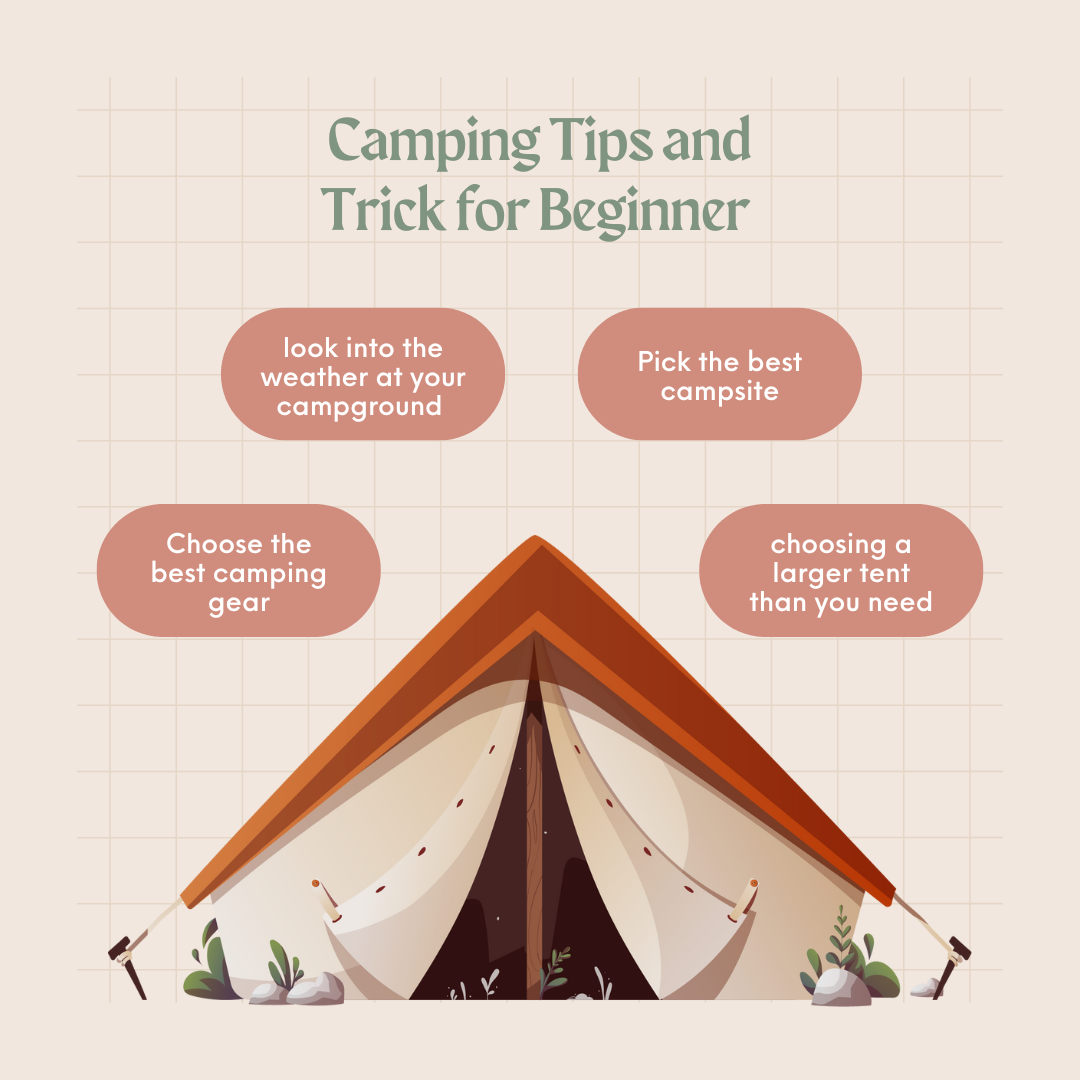 Camping Tips and
Trick for Beginner
look into the
weather at your
campground
Pick the best
campsite
Choose the
best camping
gear
choosing a
larger tent
than you need